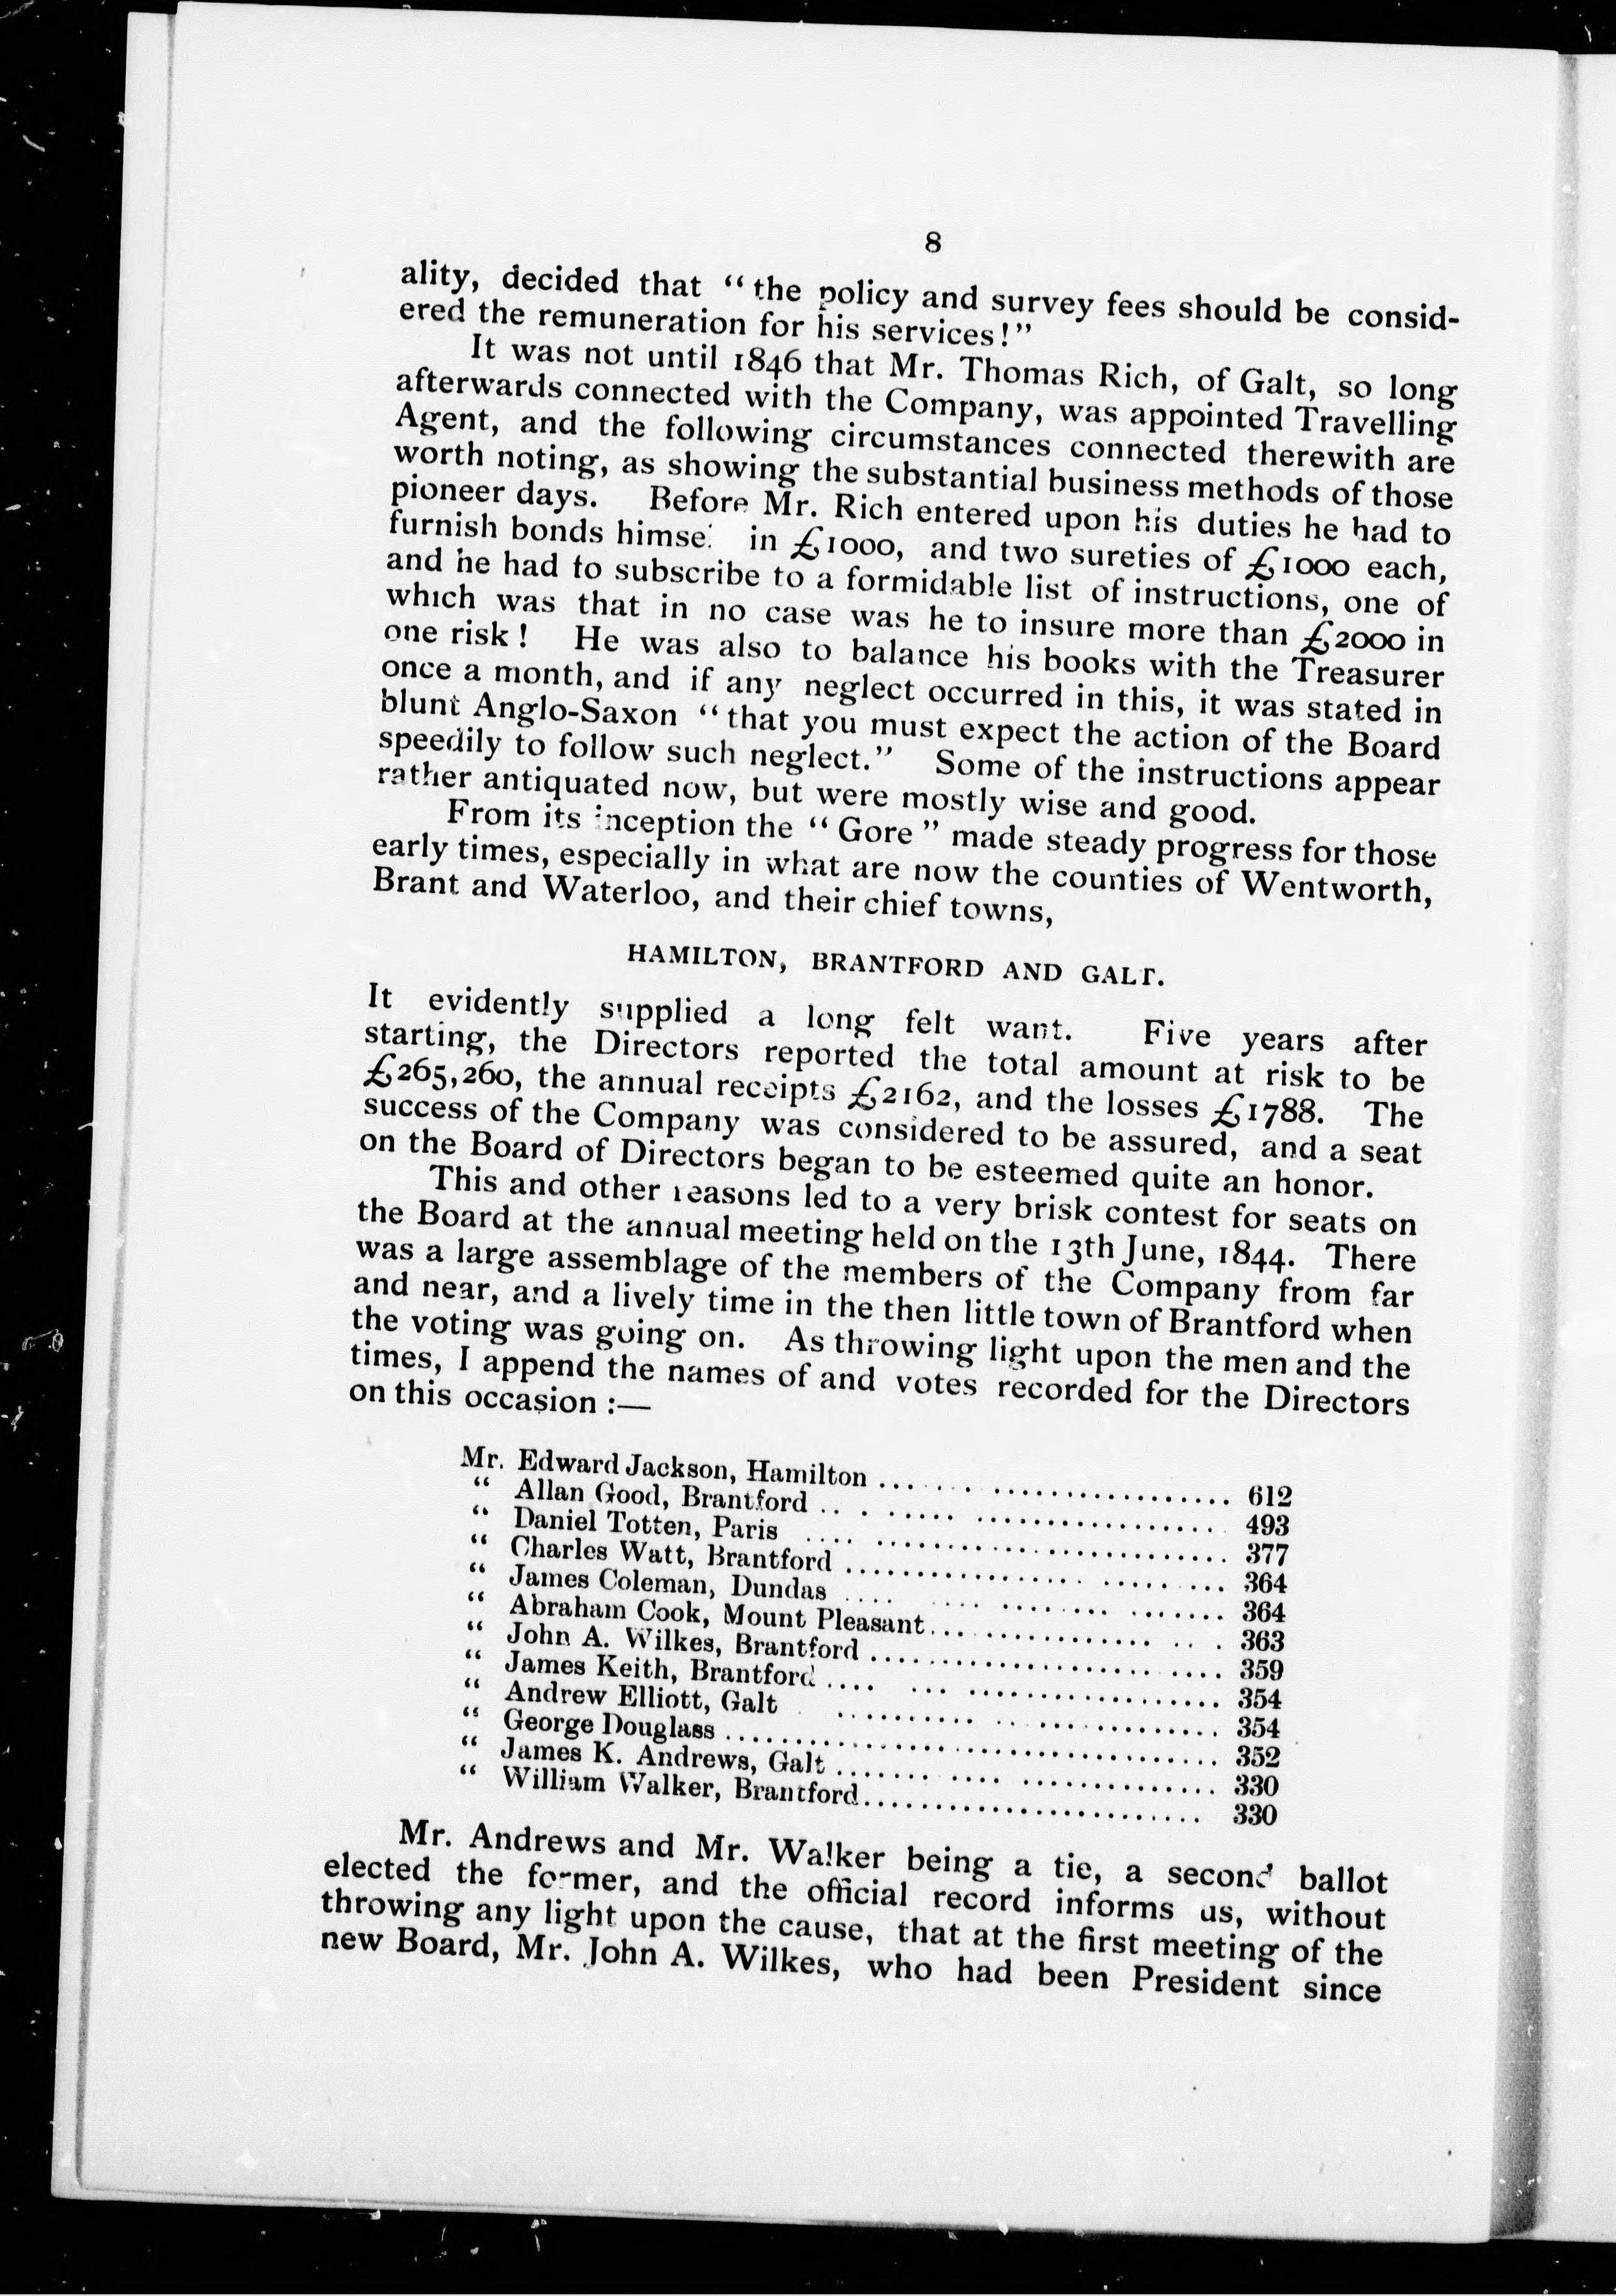 8
ality, decided that “ the policy and survey fees should be consid-
ered the remuneration for his services ! ”
It was not until 1846 that Mr. Thomas Rich, of Galt, so long
afterwards connected with the Company, was appointed Travelling
Agent, and the following circumstances connected therewith are
worth noting, as showing the substantial business methods of those
pioneer days. Before Mr. Rich entered upon his duties he had to
furnish bonds himse in £1000, and two sureties of £1000 each,
and he had to subscribe to a formidable list of instructions, one of
which was that in no case was he to insure more than £2000 in
one risk ! He was also to balance his books with the Treasurer
once a month, and if any neglect occurred in this, it was stated in
blunt Anglo-Saxon “ that you must expect the action of the Board
speedily to follow such neglect.” Some of the instructions appear
rather antiquated now, but were mostly wise and good.
From its inception the “ Gore ” made steady progress for those
early times, especially in what are now the counties of Wentworth,
Brant and Waterloo, and their chief towns,
HAMILTON, BRANTFORD AND GALT.
It evidently supplied a long felt want. Five years after
starting, the Directors reported the total amount at risk to be
£265,260, the annual receipts £2162, and the losses £1788. The
success of the Company was considered to be assured, and a seat
on the Board of Directors began to be esteemed quite an honor.
This and other reasons led to a very brisk contest for seats on
the Board at the annual meeting held on the 13th June, 1844. There
was a large assemblage of the members of the Company from far
and near, and a lively time in the then little town of Brantford when
the voting was going on. As throwing light upon the men and the
times, I append the names of and votes recorded for the Directors
on this occasion :—
Mr. Edward Jackson, Hamilton ........................ 612
“ Allan Good, Brantford ........................ 493
“ Daniel Totten, Paris ........................ 377
“ Charles Watt, Brantford ........................ 364
“ James Coleman, Dundas ........................ 364
“ Abraham Cook, Mount Pleasant ........................ 363
“ John A. Wilkes, Brantford ........................ 359
“ James Keith, Brantford ........................ 354
“ Andrew Elliott, Galt ........................ 354
“ George Douglass ........................ 352
“ James K. Andrews, Galt ........................ 330
“ William Walker, Brantford ........................ 330
Mr. Andrews and Mr. Walker being a tie, a second ballot
elected the former, and the official record informs us, without
throwing any light upon the cause, that at the first meeting of the
new Board, Mr. John A. Wilkes, who had been President since